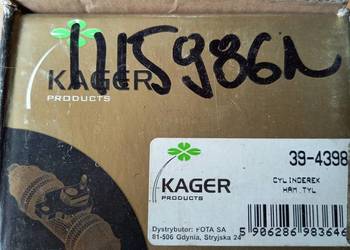 1115986N
KAGER
PRODUCTS
39-4398
CYLINDEREK
HAM.TYL
KAGER
PRODUCTS
Dystrybutor: FOTA SA
81-506 Gdynia, Stryjska 24
5 906286 983646